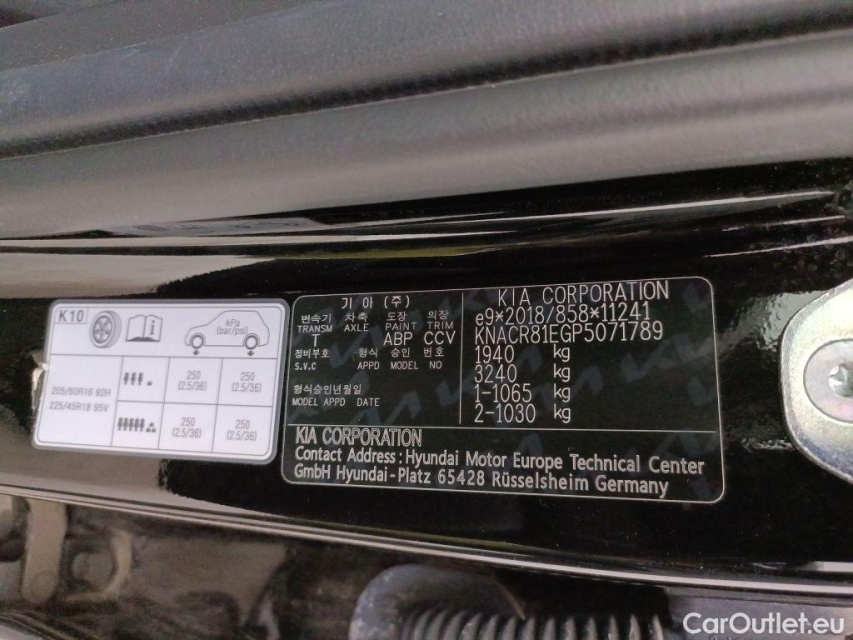 K10
kPa
(bar/psi)
205/60R16 92H
225/45R18 95V
250
(2.5/36)
250
(2.5/36)
250
(2.5/36)
250
(2.5/36)
기아 (주)
변속기 차축 도장 의장
TRANSM AXLE PAINT TRIM
T ABP CCV
정비부호 형식 승인 번호
S.V.C APPD MODEL NO
형식승인년월일
MODEL APPD DATE
KIA CORPORATION
e9*2018/858*11241
KNACR81EGP5071789
1940 kg
3240 kg
1-1065 kg
2-1030 kg
KIA CORPORATION
Contact Address : Hyundai Motor Europe Technical Center
GmbH Hyundai-Platz 65428 Rüsselsheim Germany
CarOutlet.eu